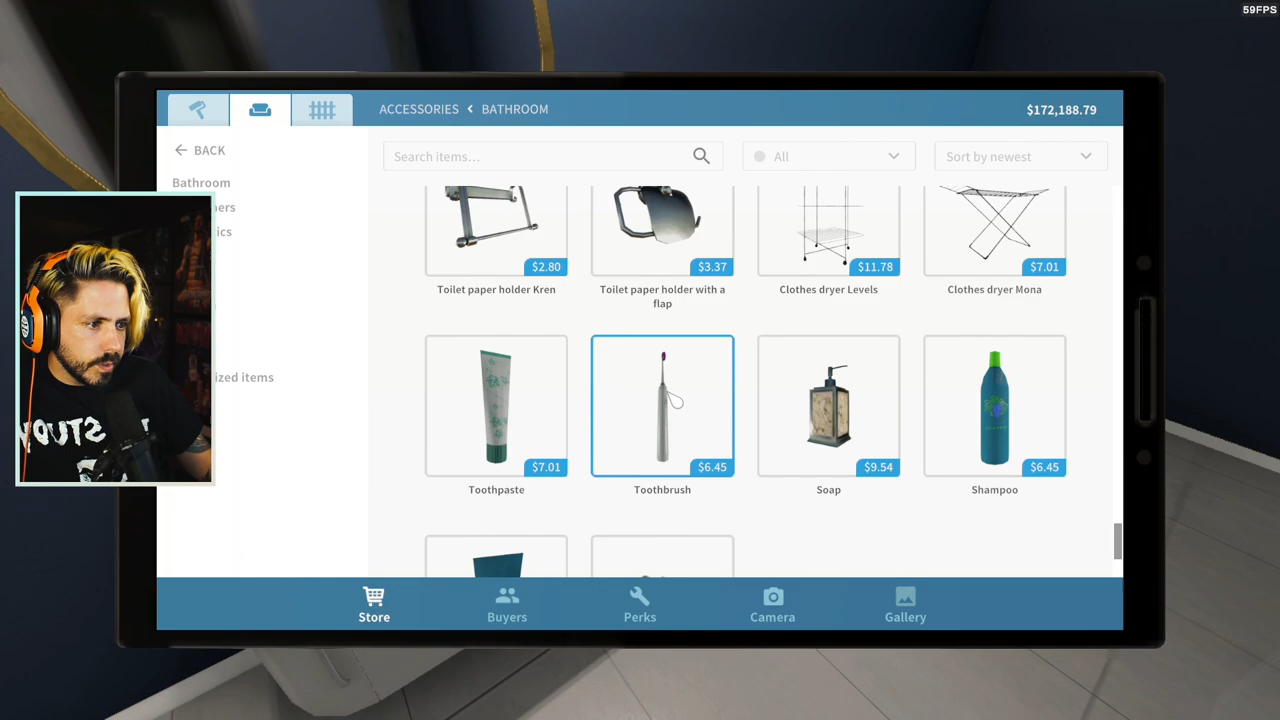 59FPS
ACCESSORIES < BATHROOM
$172,188.79
BACK
Search items...
All
Sort by newest
Bathroom
$2.80
$3.37
$11.78
$7.01
Toilet paper holder Kren
Toilet paper holder with a
flap
Clothes dryer Levels
Clothes dryer Mona
$7.01
$6.45
$9.54
$6.45
Toothpaste
Toothbrush
Soap
Shampoo
Store
Buyers
Perks
Camera
Gallery